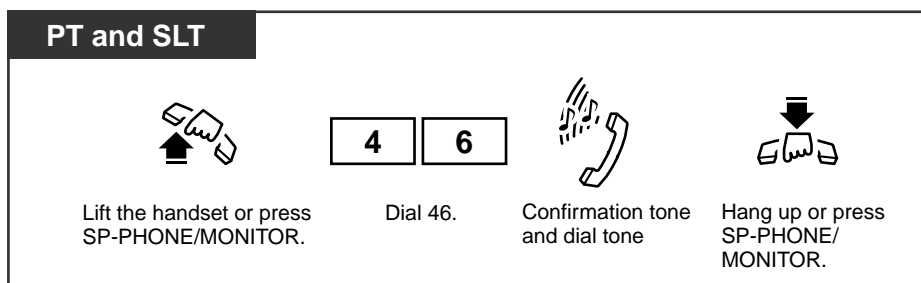 PT and SLT
4 6
Lift the handset or press
SP-PHONE/MONITOR.
Dial 46.
Confirmation tone
and dial tone
Hang up or press
SP-PHONE/
MONITOR.